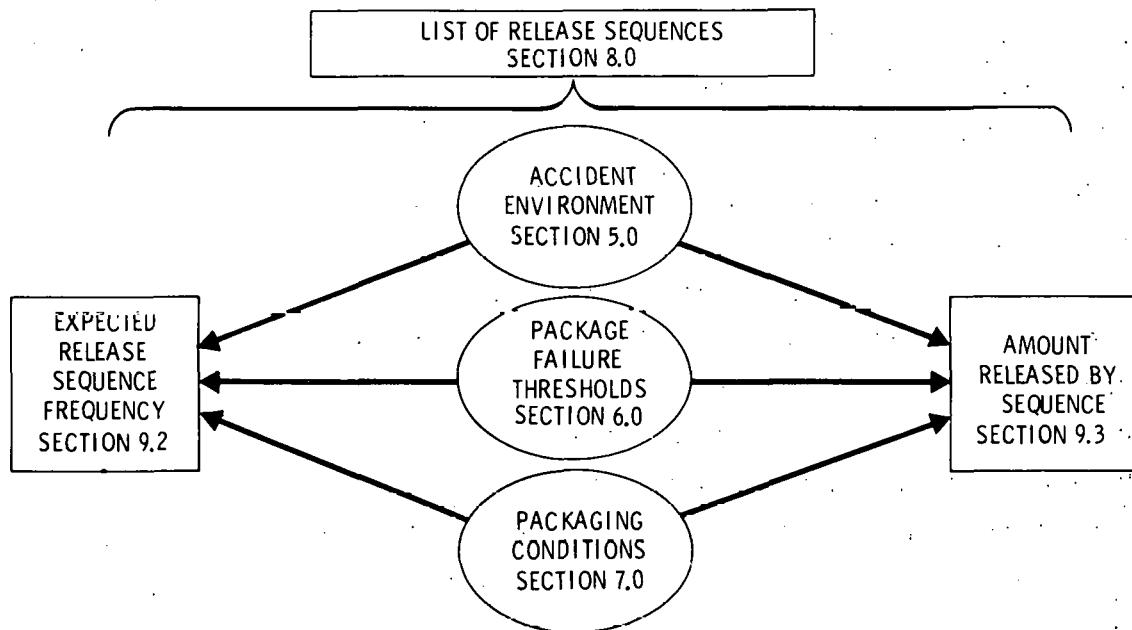 LIST OF RELEASE SEQUENCES
SECTION 8.0
ACCIDENT
ENVIRONMENT
SECTION 5.0
EXPECTED
RELEASE
SEQUENCE
FREQUENCY
SECTION 9.2
PACKAGE
FAILURE
THRESHOLDS
SECTION 6.0
AMOUNT
RELEASED BY
SEQUENCE
SECTION 9.3
PACKAGING
CONDITIONS
SECTION 7.0